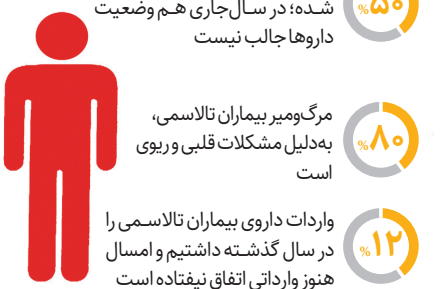 ۵۰%
شده؛ در سال‌جاری هم وضعیت
داروها جالب نیست
۸۰%
مرگ‌ومیر بیماران تالاسمی،
به‌دلیل مشکلات قلبی و ریوی
است
۱۲%
واردات داروی بیماران تالاسمی را
در سال گذشته داشتیم و امسال
هنوز وارداتی اتفاق نیفتاده است